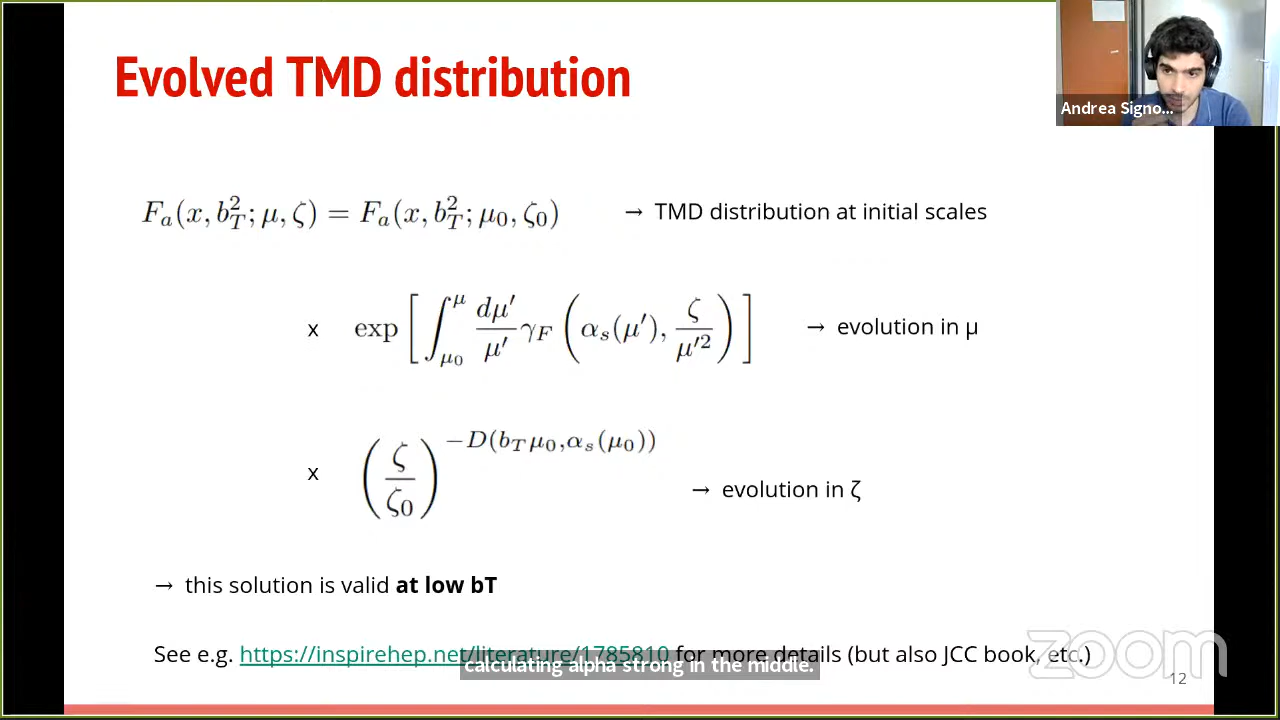 Evolved TMD distribution
Andrea Signo...
F_a(x, b_T^2; μ, ζ) = F_a(x, b_T^2; μ_0, ζ_0) → TMD distribution at initial scales
x exp [ ∫_{μ_0}^{μ} dμ′/μ′ γ_F ( α_s(μ′), ζ/μ′^2 ) ] → evolution in μ
x ( ζ/ζ_0 )^{−D(b_T μ_0, α_s(μ_0))} → evolution in ζ
→ this solution is valid at low bT
See e.g. https://inspirehep.net/literature/1785810 for more details (but also JCC book, etc.)
calculating alpha strong in the middle.
zoom
12